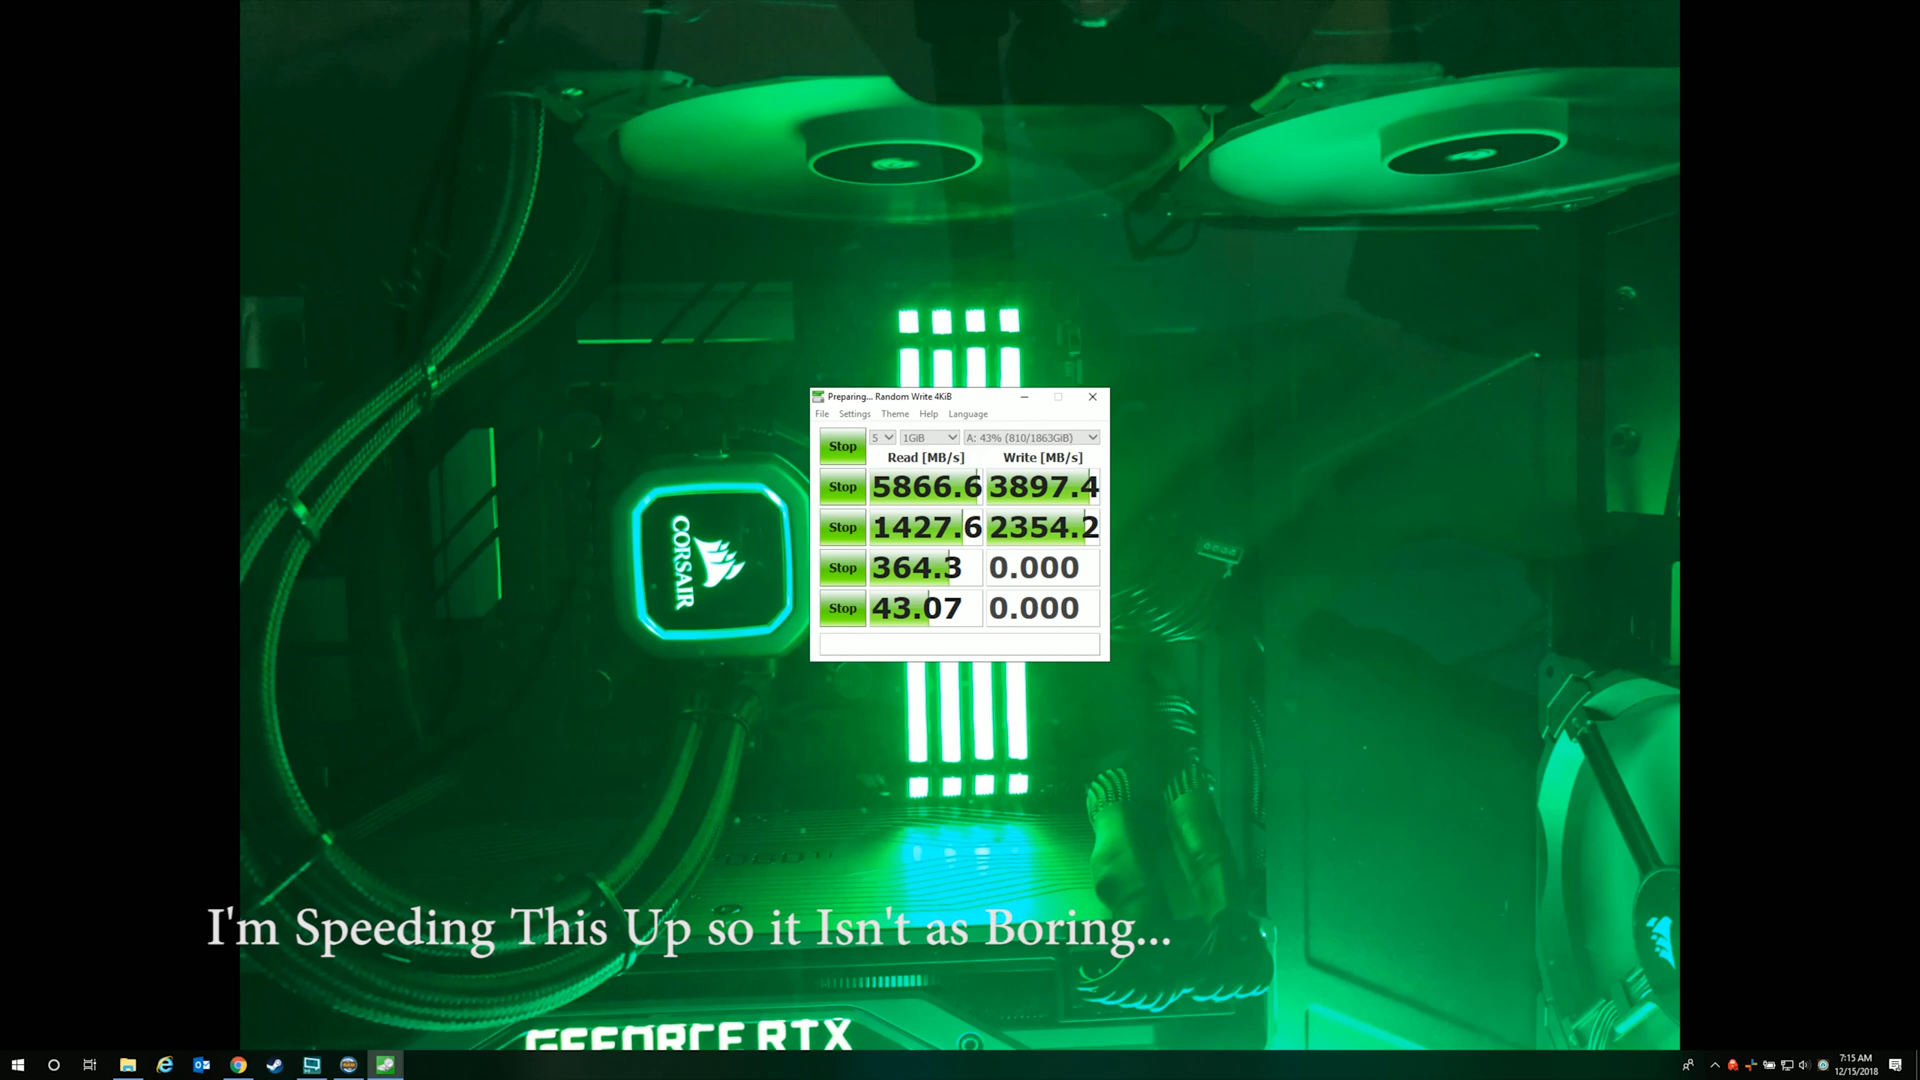 Preparing... Random Write 4KiB
File Settings Theme Help Language
Stop 5 1GiB A: 43% (810/1863GiB)
Read [MB/s] Write [MB/s]
Stop 5866.6 3897.4
Stop 1427.6 2354.2
Stop 364.3 0.000
Stop 43.07 0.000
CORSAIR
I'm Speeding This Up so it Isn't as Boring...
GEFORCE RTX
7:15 AM
12/15/2018